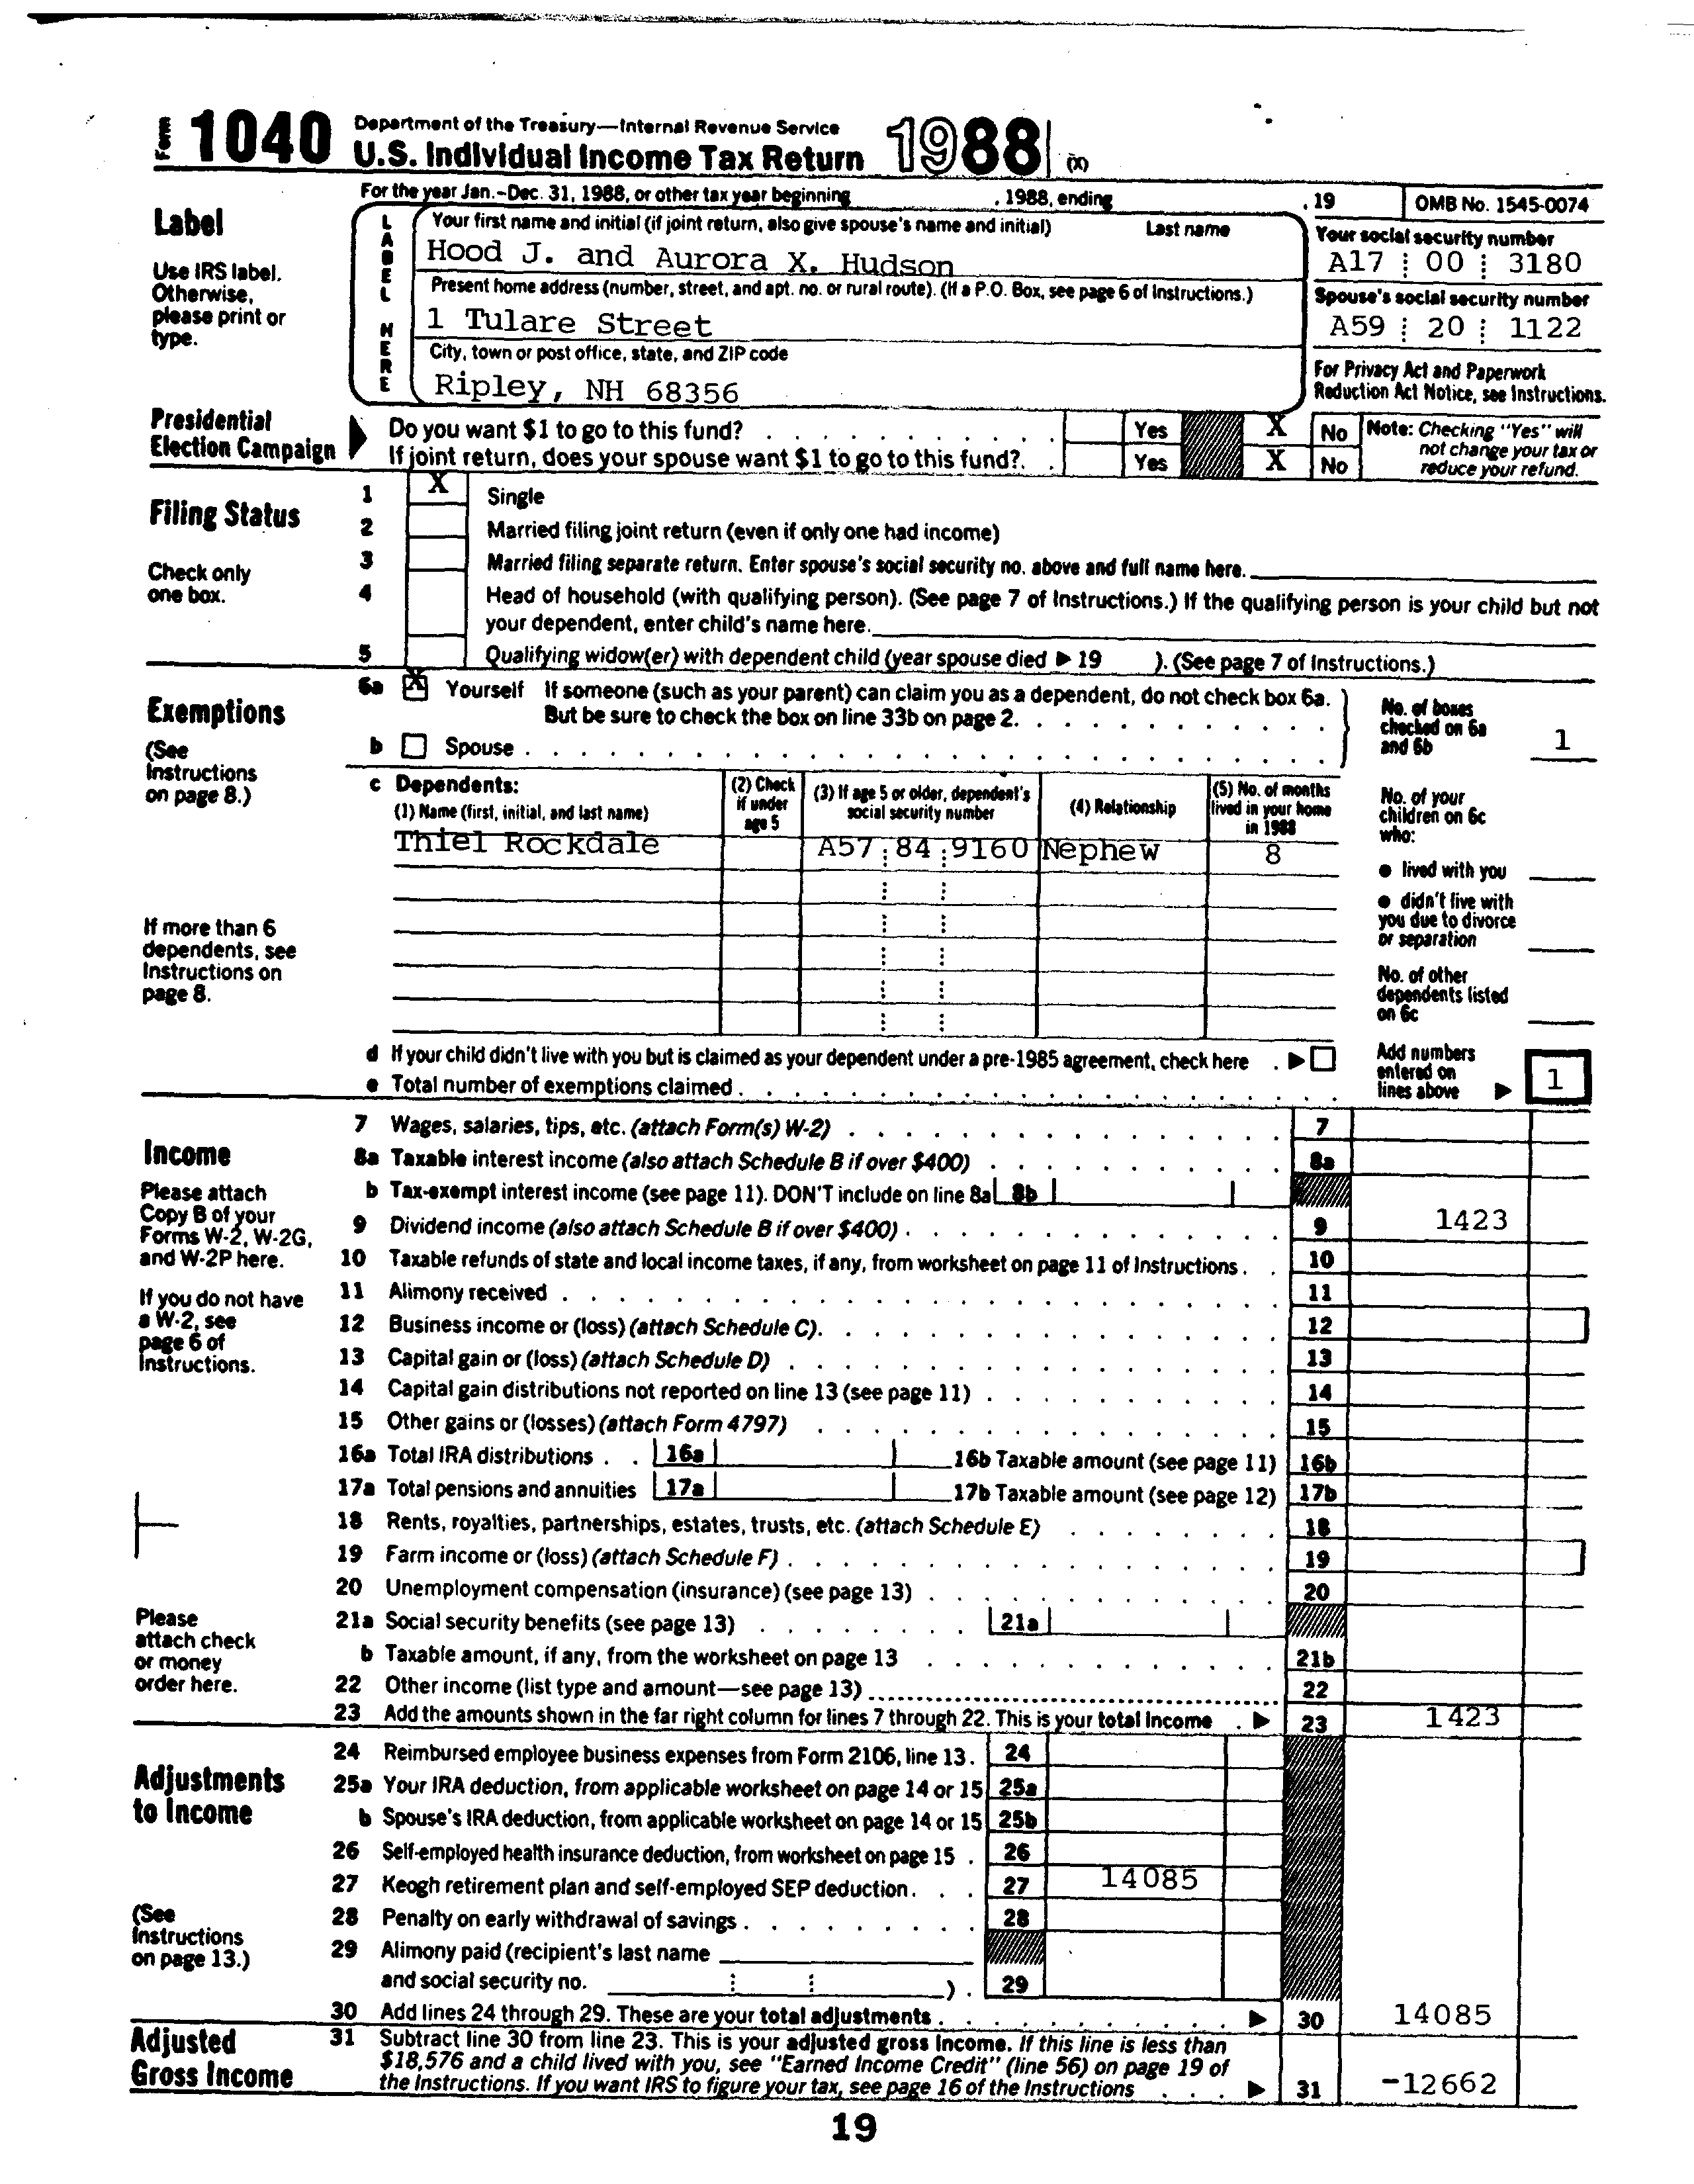 Form 1040 Department of the Treasury—Internal Revenue Service
U.S. Individual Income Tax Return 1988 (X)
For the year Jan.-Dec. 31, 1988, or other tax year beginning , 1988, ending , 19 OMB No. 1545-0074
Label
Use IRS label.
Otherwise,
please print or
type.
LABEL HERE
Your first name and initial (if joint return, also give spouse's name and initial) Last name
Hood J. and Aurora X. Hudson
Your social security number
A17 00 3180
Present home address (number, street, and apt. no. or rural route). (If a P.O. Box, see page 6 of Instructions.)
1 Tulare Street
Spouse's social security number
A59 20 1122
City, town or post office, state, and ZIP code
Ripley, NH 68356
For Privacy Act and Paperwork
Reduction Act Notice, see Instructions.
Presidential
Election Campaign
Do you want $1 to go to this fund? Yes X No
If joint return, does your spouse want $1 to go to this fund?. Yes X No
Note: Checking "Yes" will
not change your tax or
reduce your refund.
Filing Status
Check only
one box.
1 X Single
2 Married filing joint return (even if only one had income)
3 Married filing separate return. Enter spouse's social security no. above and full name here.
4 Head of household (with qualifying person). (See page 7 of Instructions.) If the qualifying person is your child but not
your dependent, enter child's name here.
5 Qualifying widow(er) with dependent child (year spouse died ▶ 19 ). (See page 7 of Instructions.)
Exemptions
(See
Instructions
on page 8.)
6a X Yourself If someone (such as your parent) can claim you as a dependent, do not check box 6a.
But be sure to check the box on line 33b on page 2.
b Spouse
No. of boxes
checked on 6a
and 6b 1
c Dependents:
(1) Name (first, initial, and last name)
(2) Check
if under
age 5
(3) If age 5 or older, dependent's
social security number
(4) Relationship
(5) No. of months
lived in your home
in 1988
Thiel Rockdale A57 84 9160 Nephew 8
No. of your
children on 6c
who:
● lived with you
● didn't live with
you due to divorce
or separation
No. of other
dependents listed
on 6c
If more than 6
dependents, see
Instructions on
page 8.
d If your child didn't live with you but is claimed as your dependent under a pre-1985 agreement, check here . ▶
e Total number of exemptions claimed
Add numbers
entered on
lines above ▶ 1
Income
Please attach
Copy B of your
Forms W-2, W-2G,
and W-2P here.
If you do not have
a W-2, see
page 6 of
Instructions.
Please
attach check
or money
order here.
7 Wages, salaries, tips, etc. (attach Form(s) W-2) 7
8a Taxable interest income (also attach Schedule B if over $400) 8a
b Tax-exempt interest income (see page 11). DON'T include on line 8a 8b
9 Dividend income (also attach Schedule B if over $400) 9 1423
10 Taxable refunds of state and local income taxes, if any, from worksheet on page 11 of Instructions 10
11 Alimony received 11
12 Business income or (loss) (attach Schedule C). 12
13 Capital gain or (loss) (attach Schedule D) 13
14 Capital gain distributions not reported on line 13 (see page 11) 14
15 Other gains or (losses) (attach Form 4797) 15
16a Total IRA distributions 16a 16b Taxable amount (see page 11) 16b
17a Total pensions and annuities 17a 17b Taxable amount (see page 12) 17b
18 Rents, royalties, partnerships, estates, trusts, etc. (attach Schedule E) 18
19 Farm income or (loss) (attach Schedule F) 19
20 Unemployment compensation (insurance) (see page 13) 20
21a Social security benefits (see page 13) 21a
b Taxable amount, if any, from the worksheet on page 13 21b
22 Other income (list type and amount—see page 13) 22
23 Add the amounts shown in the far right column for lines 7 through 22. This is your total income ▶ 23 1423
Adjustments
to Income
(See
Instructions
on page 13.)
24 Reimbursed employee business expenses from Form 2106, line 13 . 24
25a Your IRA deduction, from applicable worksheet on page 14 or 15 25a
b Spouse's IRA deduction, from applicable worksheet on page 14 or 15 25b
26 Self-employed health insurance deduction, from worksheet on page 15 . 26
27 Keogh retirement plan and self-employed SEP deduction. 27 14085
28 Penalty on early withdrawal of savings 28
29 Alimony paid (recipient's last name
and social security no. ) . 29
30 Add lines 24 through 29. These are your total adjustments ▶ 30 14085
Adjusted
Gross Income
31 Subtract line 30 from line 23. This is your adjusted gross income. If this line is less than
$18,576 and a child lived with you, see "Earned Income Credit" (line 56) on page 19 of
the Instructions. If you want IRS to figure your tax, see page 16 of the Instructions ▶ 31 -12662
19